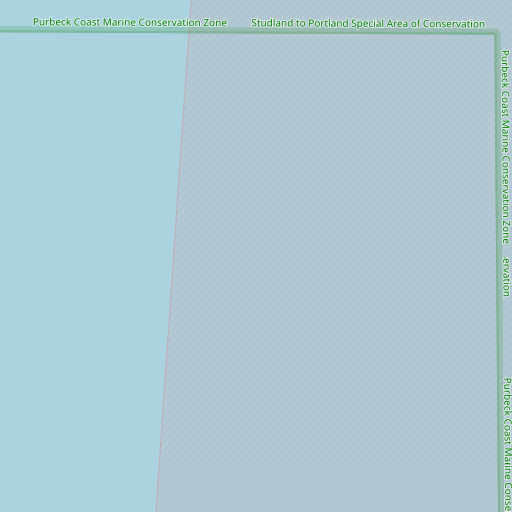 Purbeck Coast Marine Conservation Zone
Studland to Portland Special Area of Conservation
Purbeck Coast Marine Conservation Zone
ervation
Purbeck Coast Marine Conse